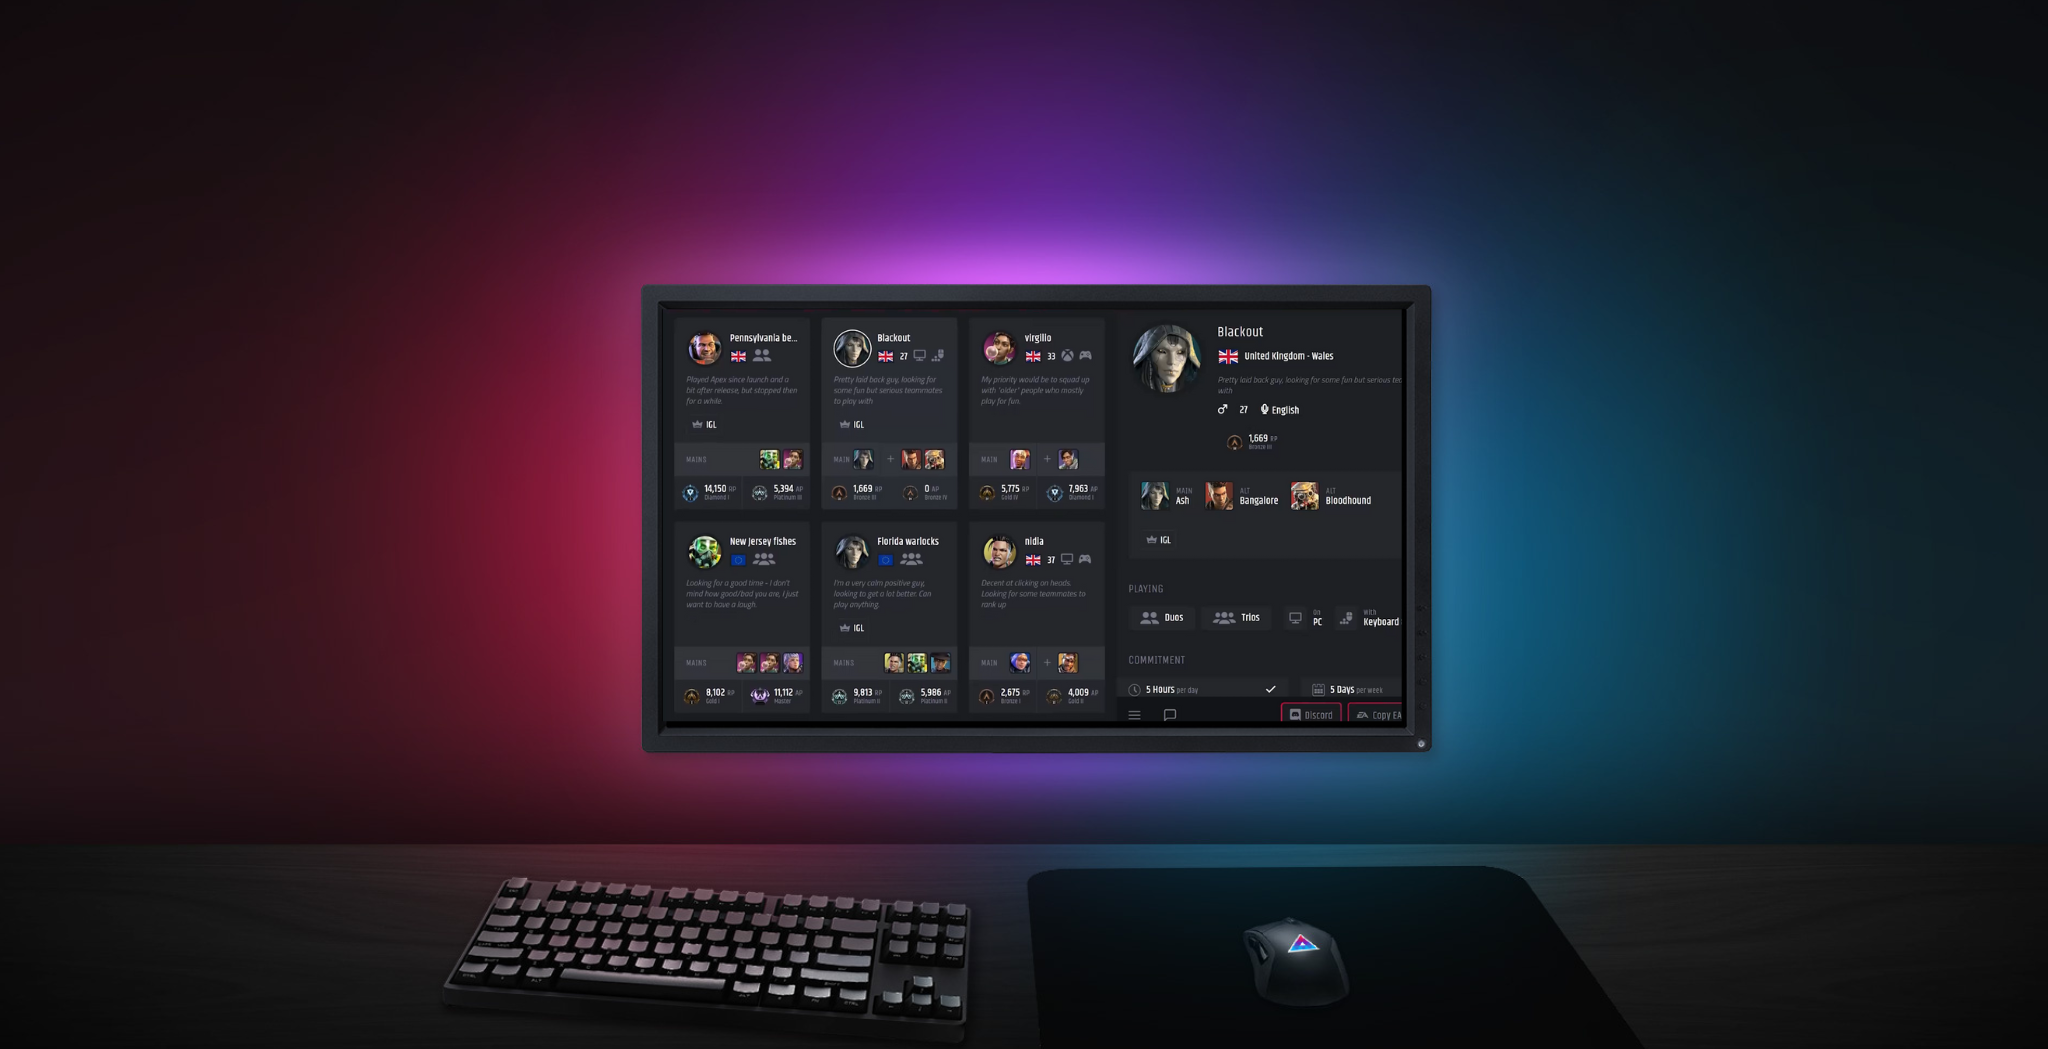 Pennsylvania be...
Played Apex since launch and a
bit after release, but stopped then
for a while.
IGL
MAINS
14,150 RP
Diamond I
5,394 AP
Platinum III
Blackout
27
Pretty laid back guy, looking for
some fun but serious teammates
to play with
IGL
MAIN
+
1,669 RP
Bronze III
0 AP
Bronze IV
virgilio
33
My priority would be to squad up
with 'older' people who mostly
play for fun.
MAIN
+
5,775 RP
Gold IV
7,963 AP
Diamond I
New Jersey fishes
Looking for a good time - I don't
mind how good/bad you are, I just
want to have a laugh.
MAINS
8,102 RP
Gold I
11,112 AP
Master
Florida warlocks
I'm a very calm positive guy,
looking to get a lot better. Can
play anything.
IGL
MAINS
9,813 RP
Platinum II
5,986 AP
Platinum II
nidia
37
Decent at clicking on heads.
Looking for some teammates to
rank up
MAIN
+
2,675 RP
Bronze I
4,009 AP
Gold II
Blackout
United Kingdom - Wales
Pretty laid back guy, looking for some fun but serious tec
with
27 English
1,669 RP
Bronze III
MAIN
Ash
ALT
Bangalore
ALT
Bloodhound
IGL
PLAYING
Duos
Trios
On
PC
With
Keyboard
COMMITMENT
5 Hours per day
5 Days per week
Discord
Copy EA